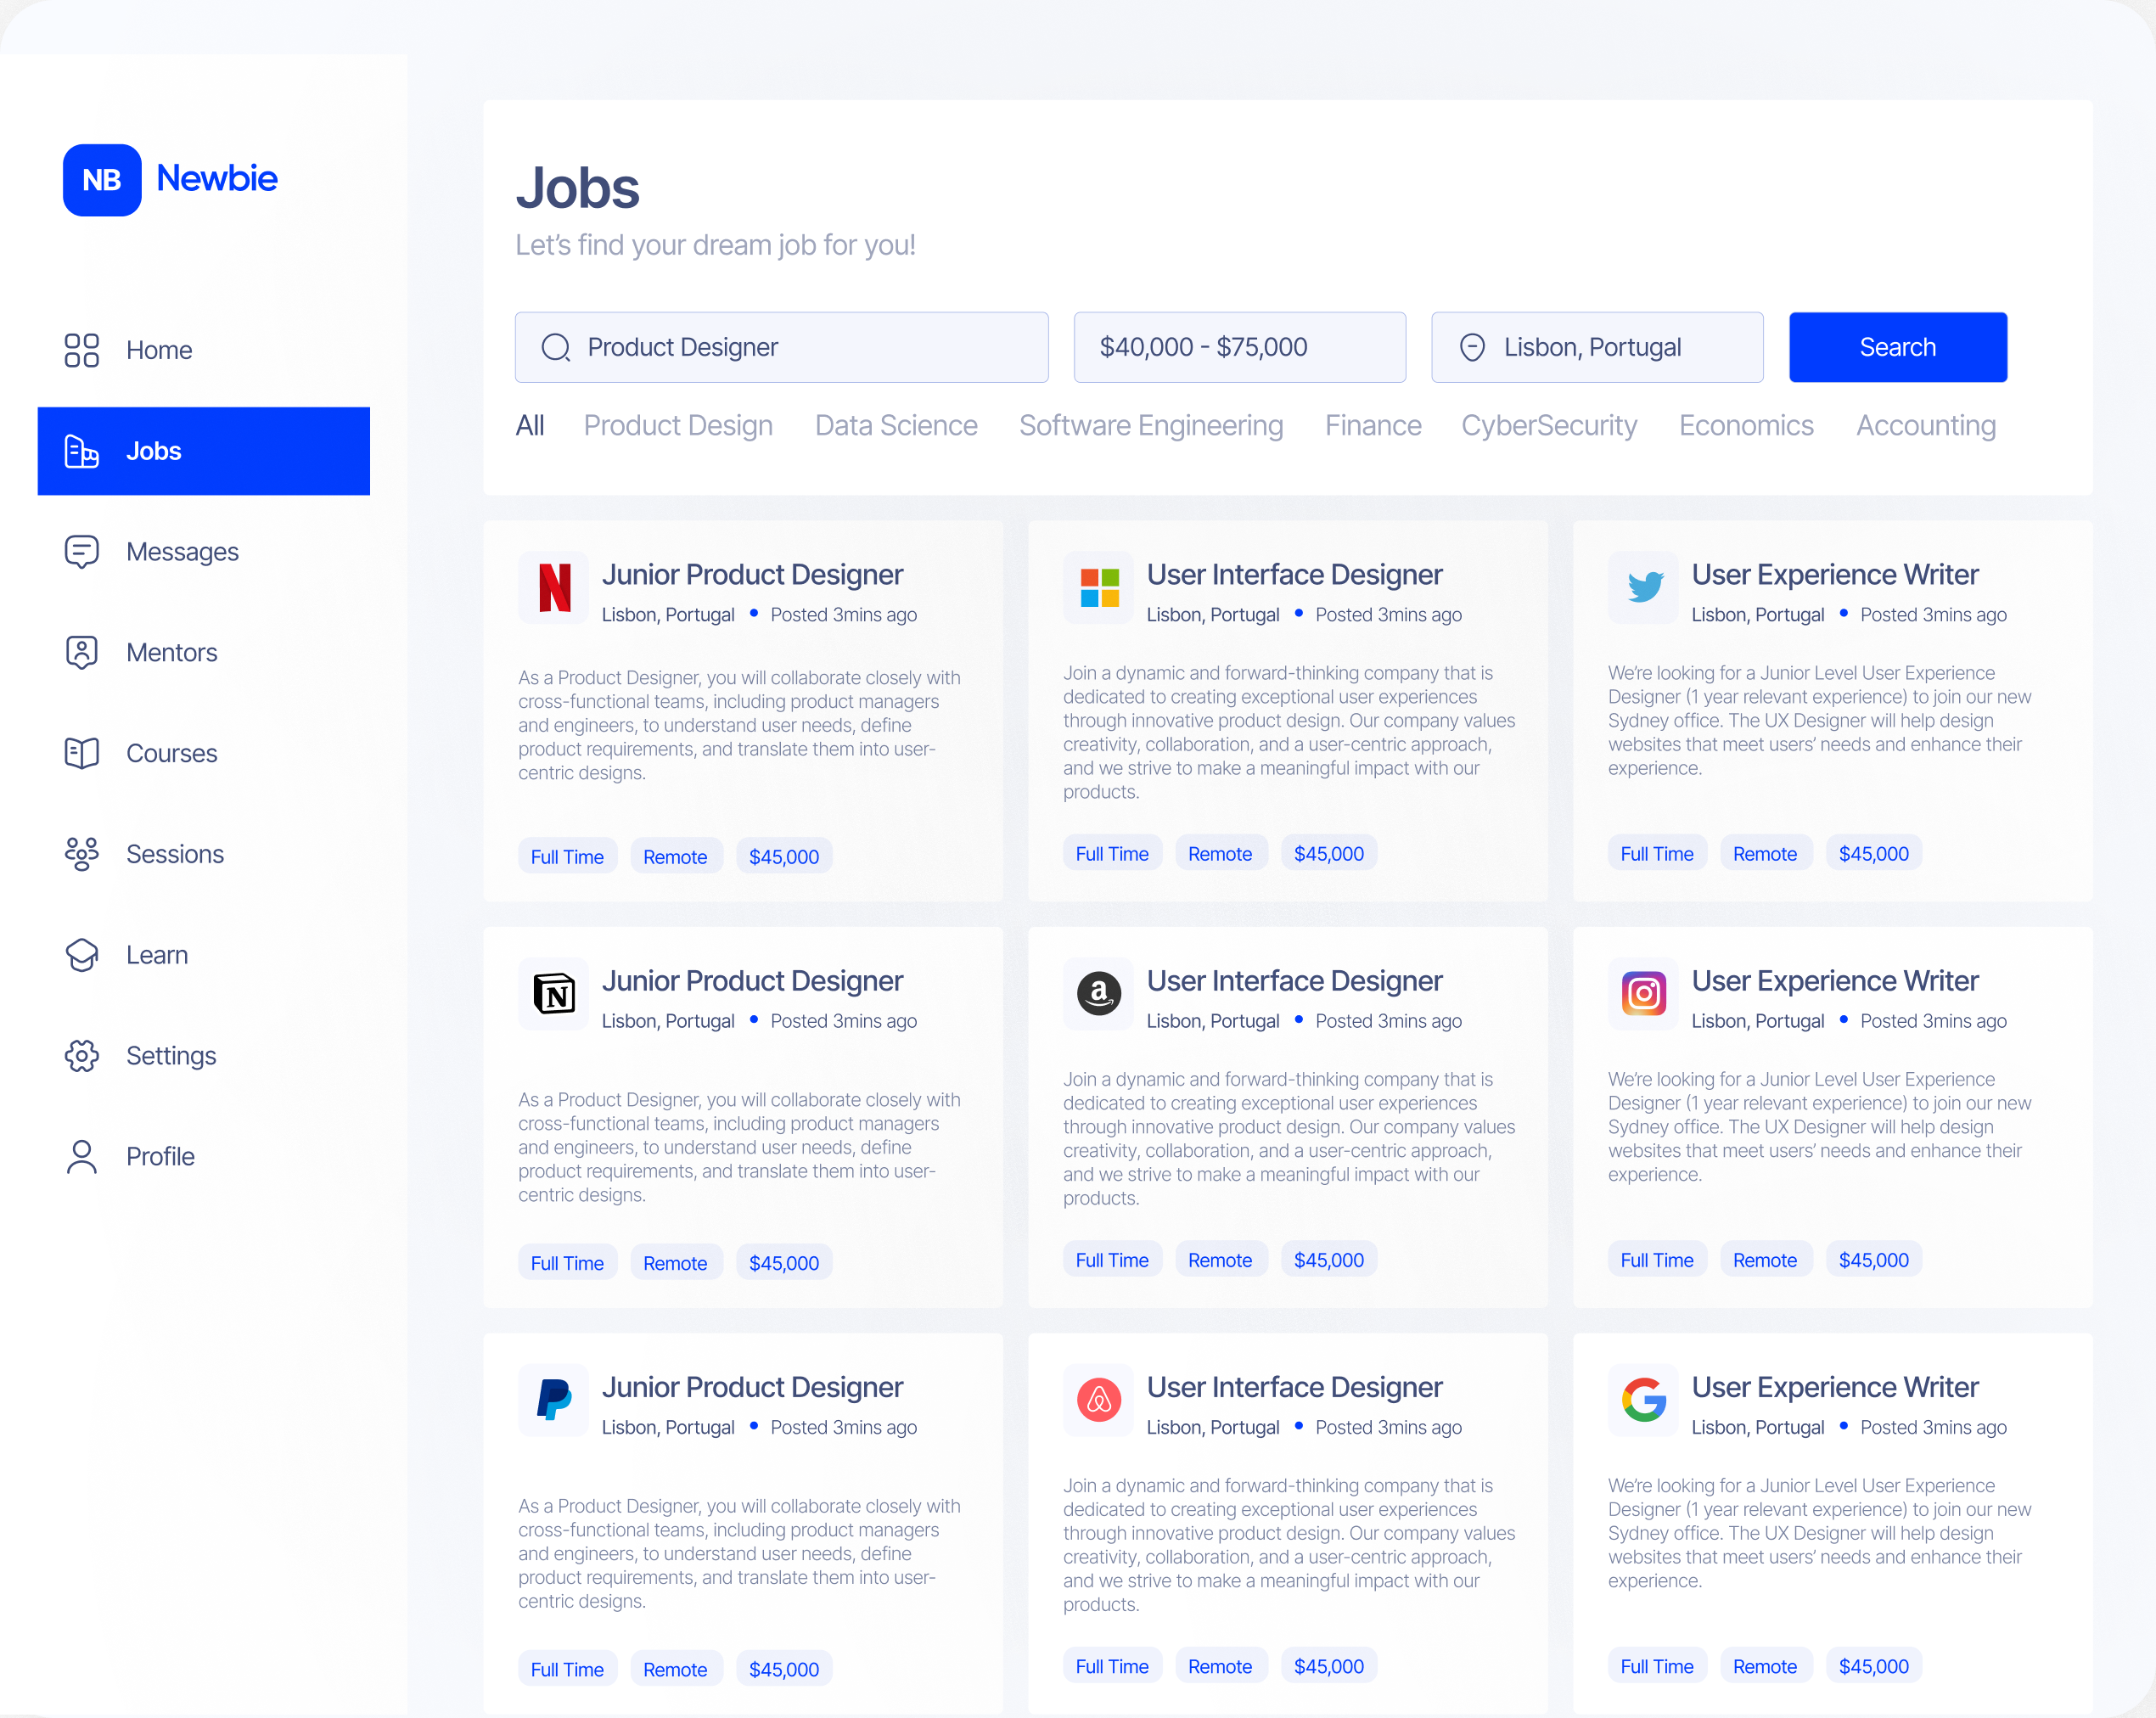 NB Newbie
Home
Jobs
Messages
Mentors
Courses
Sessions
Learn
Settings
Profile
Jobs
Let’s find your dream job for you!
Product Designer
$40,000 - $75,000
Lisbon, Portugal
Search
All Product Design Data Science Software Engineering Finance CyberSecurity Economics Accounting
N
Junior Product Designer
Lisbon, Portugal • Posted 3mins ago
As a Product Designer, you will collaborate closely with
cross-functional teams, including product managers
and engineers, to understand user needs, define
product requirements, and translate them into user-
centric designs.
Full Time Remote $45,000
User Interface Designer
Lisbon, Portugal • Posted 3mins ago
Join a dynamic and forward-thinking company that is
dedicated to creating exceptional user experiences
through innovative product design. Our company values
creativity, collaboration, and a user-centric approach,
and we strive to make a meaningful impact with our
products.
Full Time Remote $45,000
User Experience Writer
Lisbon, Portugal • Posted 3mins ago
We’re looking for a Junior Level User Experience
Designer (1 year relevant experience) to join our new
Sydney office. The UX Designer will help design
websites that meet users’ needs and enhance their
experience.
Full Time Remote $45,000
N
Junior Product Designer
Lisbon, Portugal • Posted 3mins ago
As a Product Designer, you will collaborate closely with
cross-functional teams, including product managers
and engineers, to understand user needs, define
product requirements, and translate them into user-
centric designs.
Full Time Remote $45,000
a
User Interface Designer
Lisbon, Portugal • Posted 3mins ago
Join a dynamic and forward-thinking company that is
dedicated to creating exceptional user experiences
through innovative product design. Our company values
creativity, collaboration, and a user-centric approach,
and we strive to make a meaningful impact with our
products.
Full Time Remote $45,000
User Experience Writer
Lisbon, Portugal • Posted 3mins ago
We’re looking for a Junior Level User Experience
Designer (1 year relevant experience) to join our new
Sydney office. The UX Designer will help design
websites that meet users’ needs and enhance their
experience.
Full Time Remote $45,000
P
Junior Product Designer
Lisbon, Portugal • Posted 3mins ago
As a Product Designer, you will collaborate closely with
cross-functional teams, including product managers
and engineers, to understand user needs, define
product requirements, and translate them into user-
centric designs.
Full Time Remote $45,000
User Interface Designer
Lisbon, Portugal • Posted 3mins ago
Join a dynamic and forward-thinking company that is
dedicated to creating exceptional user experiences
through innovative product design. Our company values
creativity, collaboration, and a user-centric approach,
and we strive to make a meaningful impact with our
products.
Full Time Remote $45,000
G
User Experience Writer
Lisbon, Portugal • Posted 3mins ago
We’re looking for a Junior Level User Experience
Designer (1 year relevant experience) to join our new
Sydney office. The UX Designer will help design
websites that meet users’ needs and enhance their
experience.
Full Time Remote $45,000